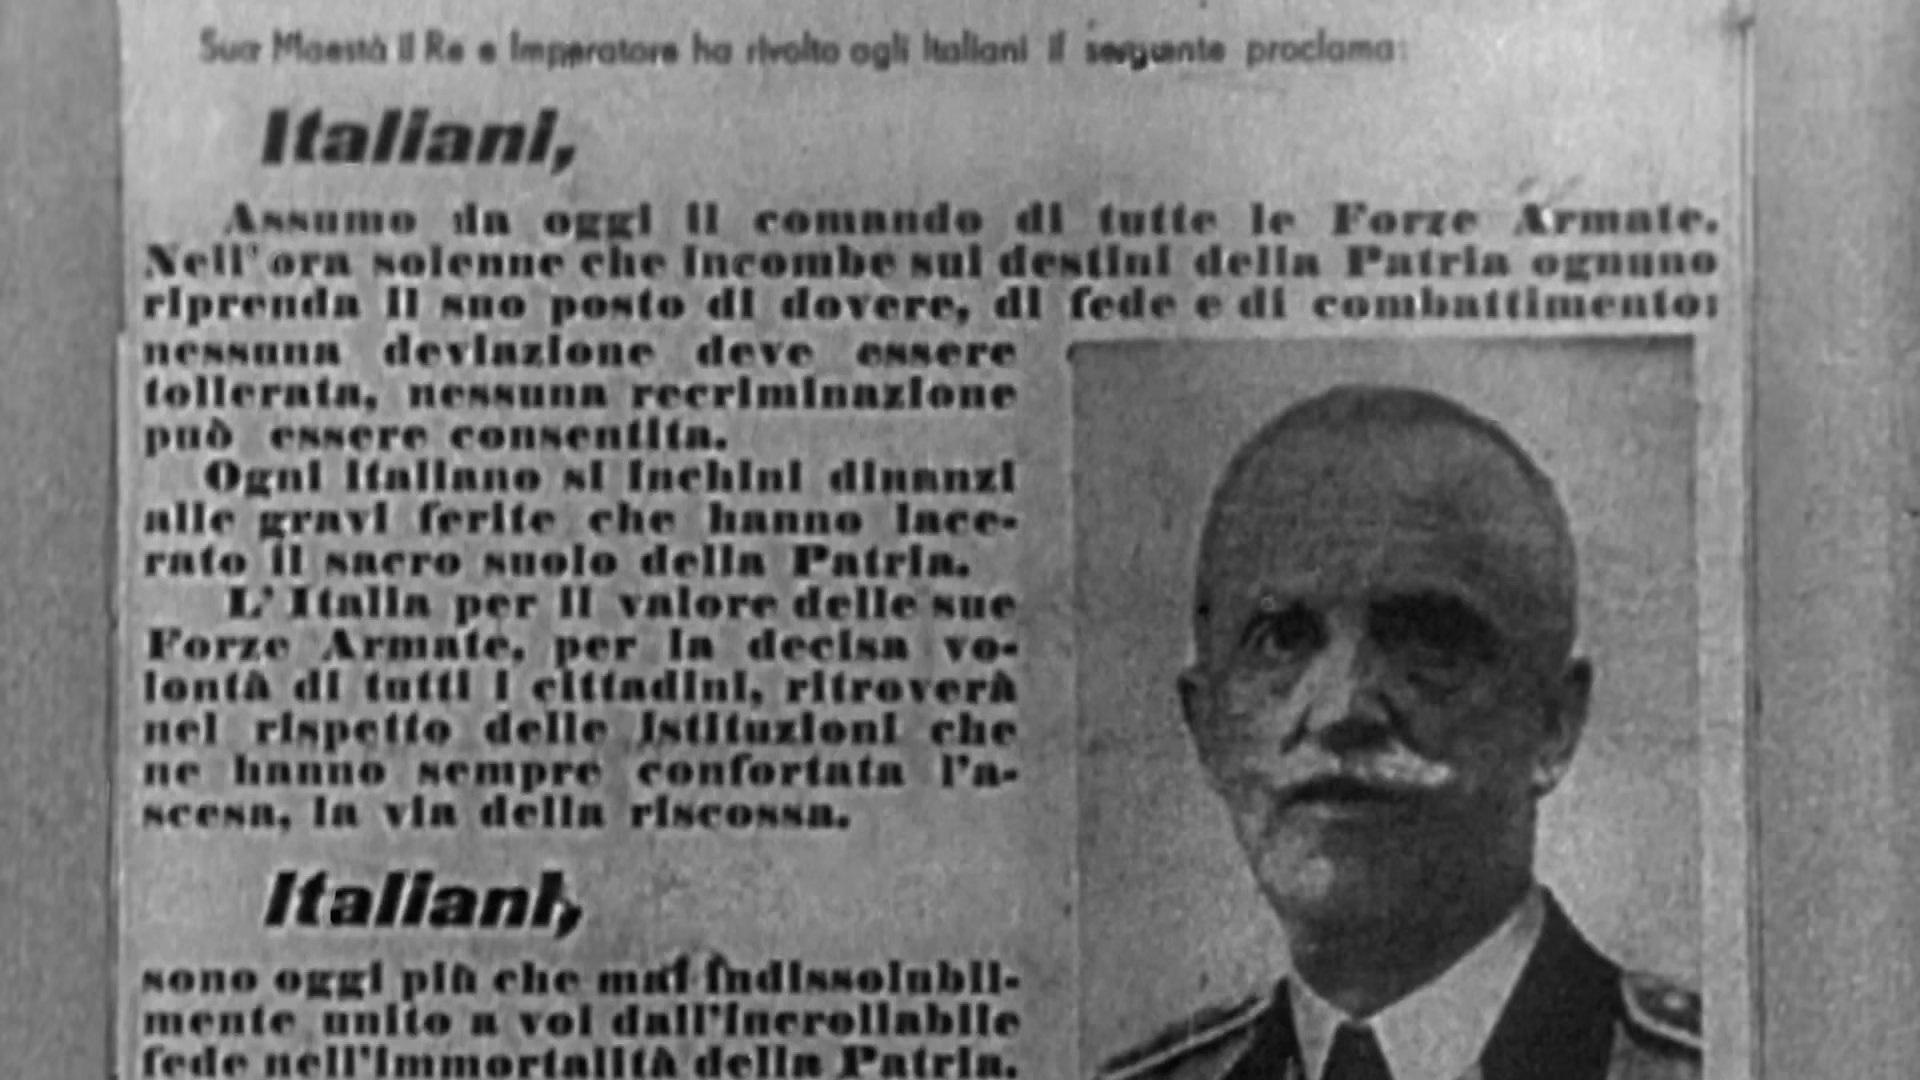 Sua Maestà il Re e Imperatore ha rivolto agli Italiani il seguente proclama:
Italiani,
Assumo da oggi il comando di tutte le Forze Armate.
Nell'ora solenne che incombe sui destini della Patria ognuno
riprenda il suo posto di dovere, di fede e di combattimento:
nessuna deviazione deve essere
tollerata, nessuna recriminazione
può essere consentita.
Ogni Italiano si inchini dinanzi
alle gravi ferite che hanno lace-
rato il sacro suolo della Patria.
L'Italia per il valore delle sue
Forze Armate, per la decisa vo-
lontà di tutti i cittadini, ritroverà
nel rispetto delle istituzioni che
ne hanno sempre confortata l'a-
scesa, la via della riscossa.
Italiani,
sono oggi più che mai indissolubil-
mente unito a voi dall'incrollabile
fede nell'immortalità della Patria.